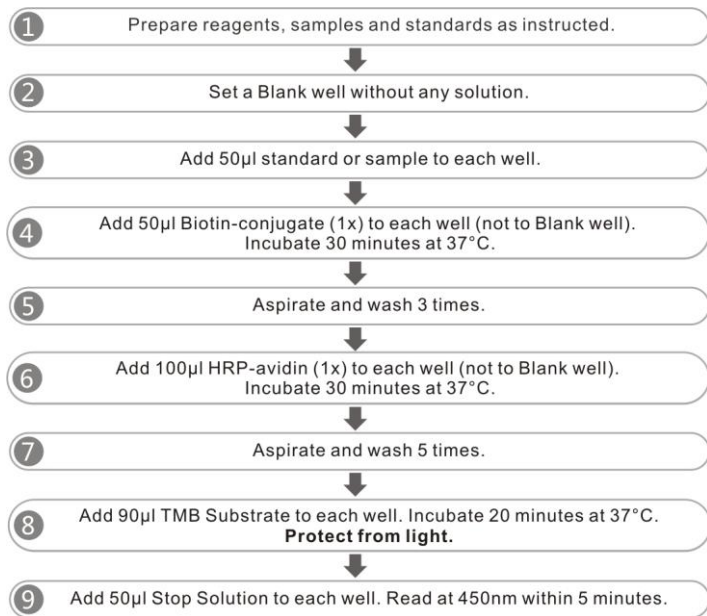 1 Prepare reagents, samples and standards as instructed.
2 Set a Blank well without any solution.
3 Add 50μl standard or sample to each well.
4 Add 50μl Biotin-conjugate (1x) to each well (not to Blank well).
Incubate 30 minutes at 37°C.
5 Aspirate and wash 3 times.
6 Add 100μl HRP-avidin (1x) to each well (not to Blank well).
Incubate 30 minutes at 37°C.
7 Aspirate and wash 5 times.
8 Add 90μl TMB Substrate to each well. Incubate 20 minutes at 37°C.
Protect from light.
9 Add 50μl Stop Solution to each well. Read at 450nm within 5 minutes.